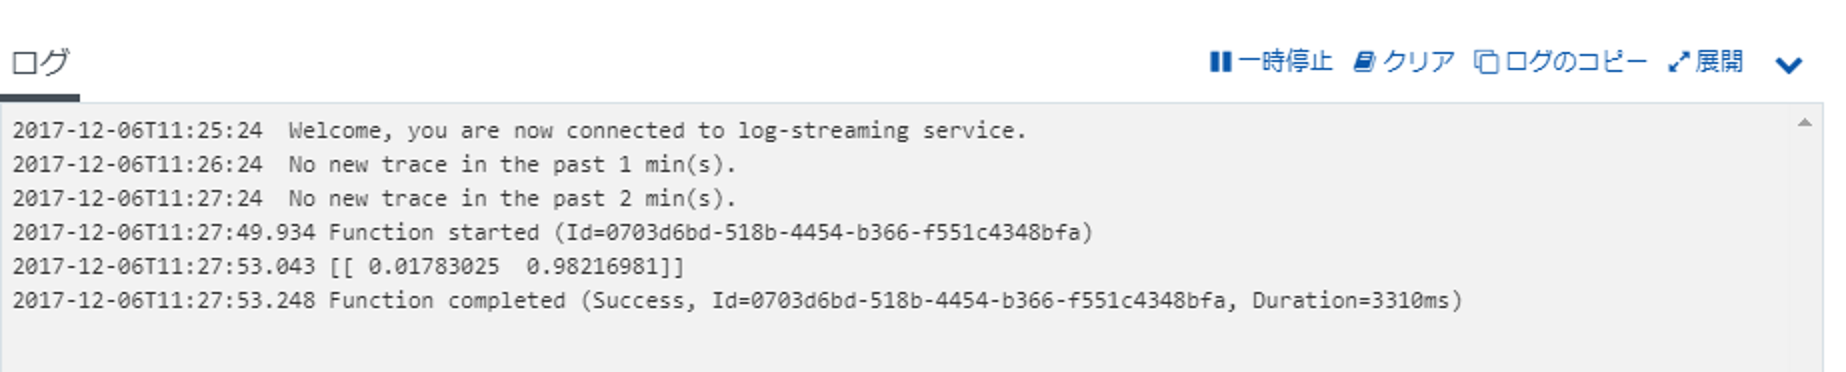 ログ
一時停止 クリア ログのコピー 展開
2017-12-06T11:25:24  Welcome, you are now connected to log-streaming service.
2017-12-06T11:26:24  No new trace in the past 1 min(s).
2017-12-06T11:27:24  No new trace in the past 2 min(s).
2017-12-06T11:27:49.934 Function started (Id=0703d6bd-518b-4454-b366-f551c4348bfa)
2017-12-06T11:27:53.043 [[ 0.01783025  0.98216981]]
2017-12-06T11:27:53.248 Function completed (Success, Id=0703d6bd-518b-4454-b366-f551c4348bfa, Duration=3310ms)